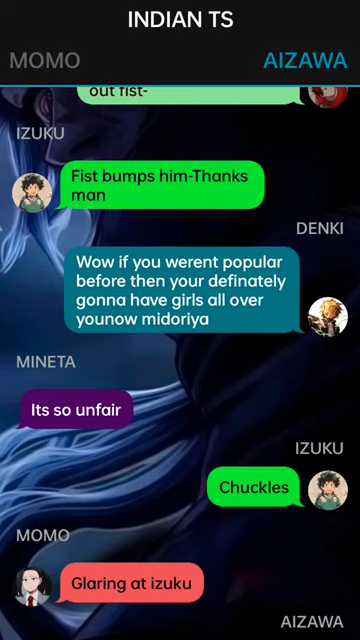 INDIAN TS
MOMO
AIZAWA
out fist-
IZUKU
Fist bumps him-Thanks
man
DENKI
Wow if you werent popular
before then your definately
gonna have girls all over
younow midoriya
MINETA
Its so unfair
IZUKU
Chuckles
MOMO
Glaring at izuku
AIZAWA